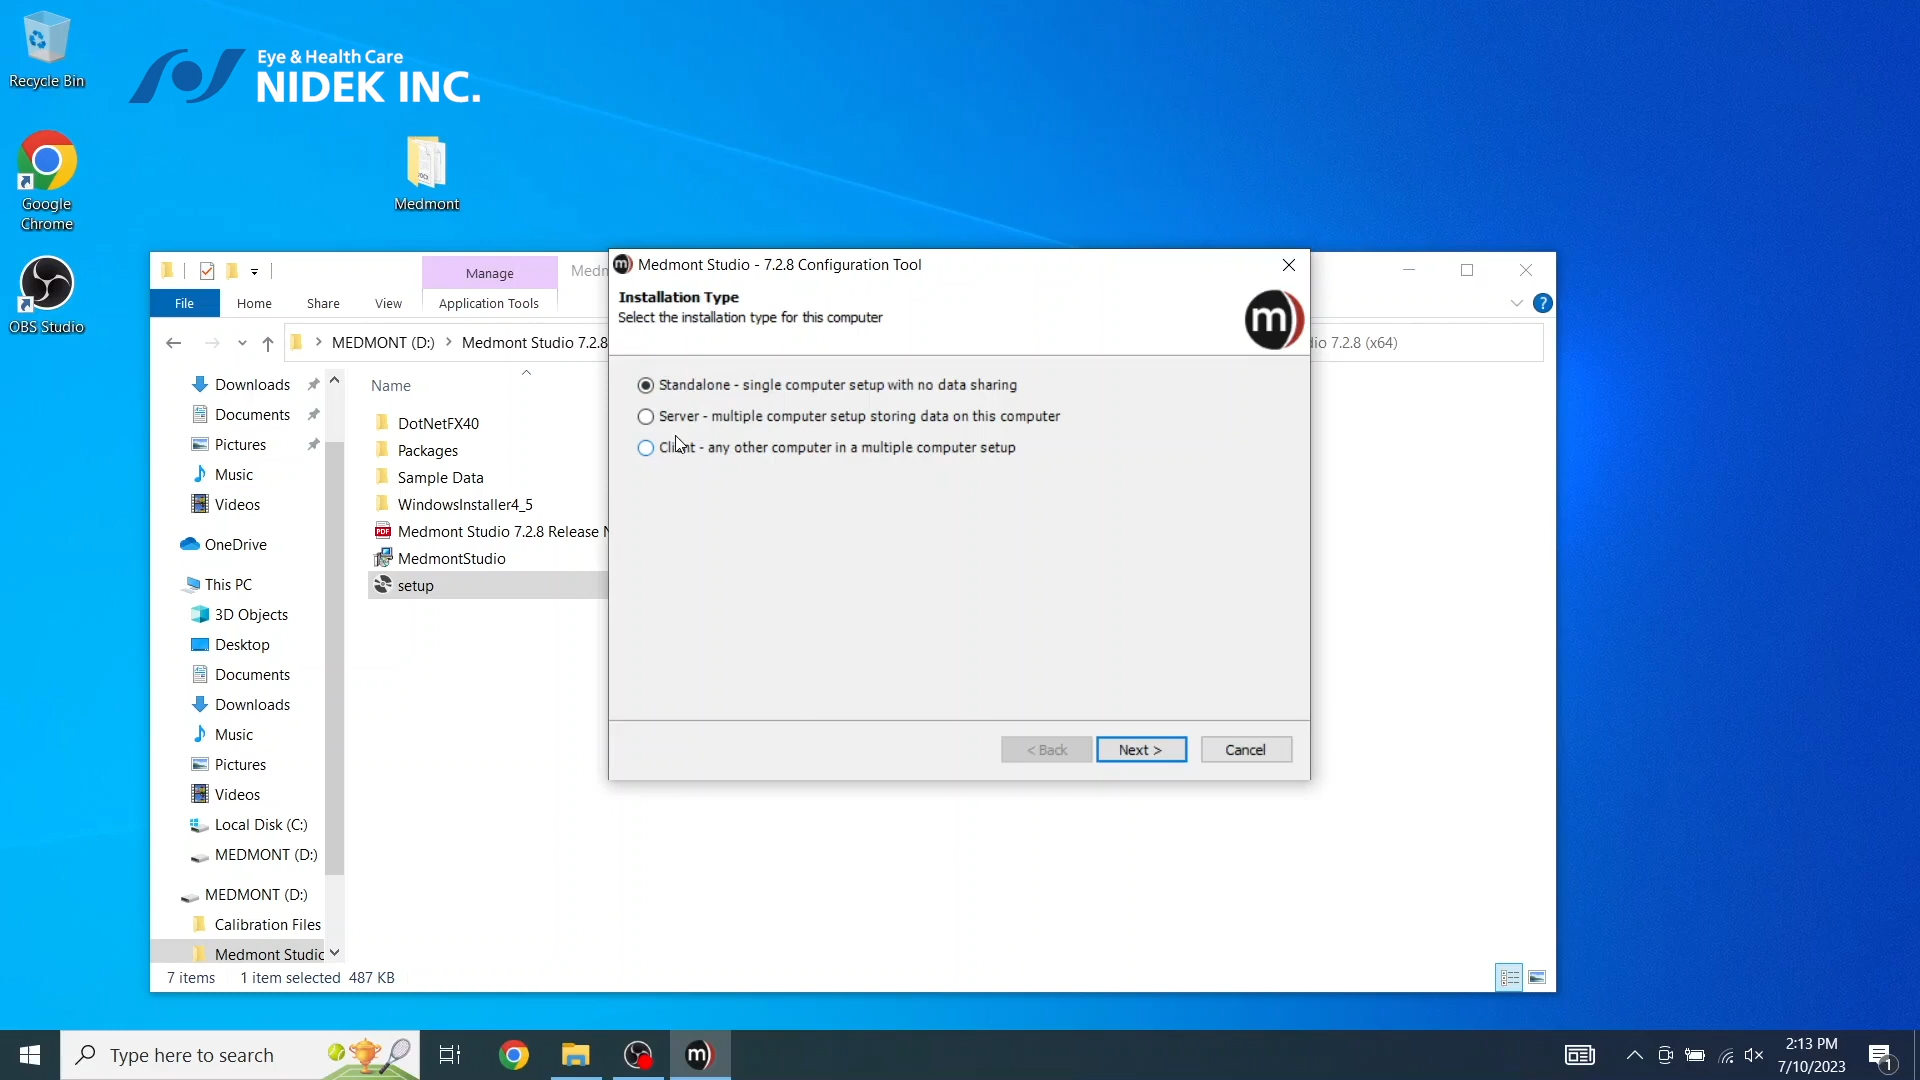 Recycle Bin
Eye & Health Care
NIDEK INC.
Google
Chrome
Medmont
DOCX
OBS Studio
Manage
Medm
File
Home
Share
View
Application Tools
MEDMONT (D:)
Medmont Studio 7.2.8
io 7.2.8 (x64)
Downloads
Documents
Pictures
Music
Videos
OneDrive
This PC
3D Objects
Desktop
Documents
Downloads
Music
Pictures
Videos
Local Disk (C:)
MEDMONT (D:)
MEDMONT (D:)
Calibration Files
Medmont Studic
Name
DotNetFX40
Packages
Sample Data
WindowsInstaller4_5
PDF
Medmont Studio 7.2.8 Release N
MedmontStudio
setup
7 items
1 item selected 487 KB
m Medmont Studio - 7.2.8 Configuration Tool
Installation Type
Select the installation type for this computer
m
Standalone - single computer setup with no data sharing
Server - multiple computer setup storing data on this computer
Client - any other computer in a multiple computer setup
< Back
Next >
Cancel
?
Type here to search
m
2:13 PM
7/10/2023
1